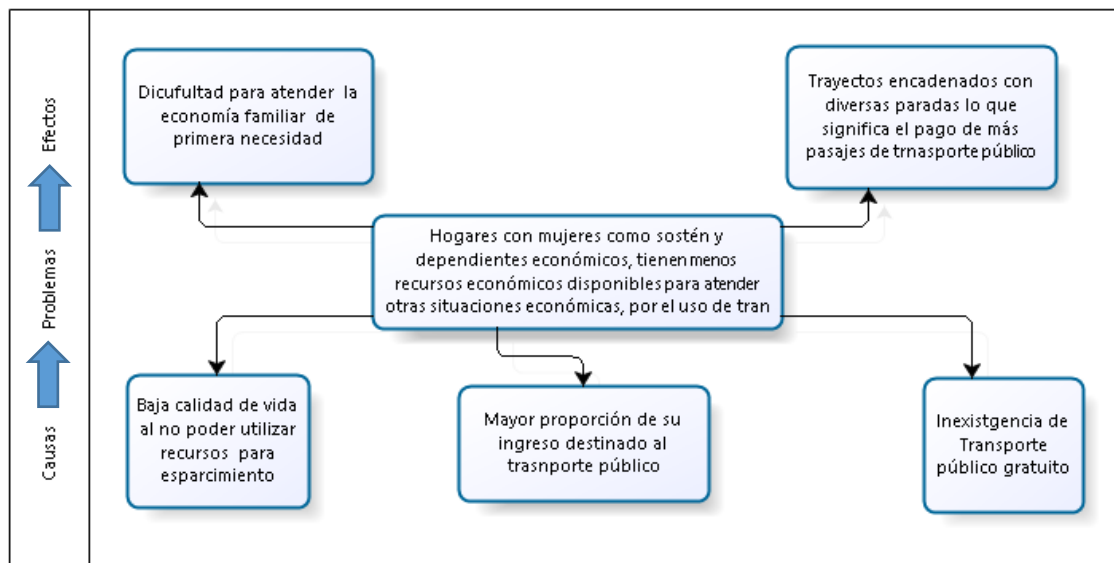 Efectos
Dicufultad para atender la
economía familiar de
primera necesidad
Trayectos encadenados con
diversas paradas lo que
significa el pago de más
pasajes de trnasporte público
Problemas
Hogares con mujeres como sostén y
dependientes económicos, tienen menos
recursos económicos disponibles para atender
otras situaciones económicas, por el uso de tran
Causas
Baja calidad de vida
al no poder utilizar
recursos para
esparcimiento
Mayor proporción de su
ingreso destinado al
trasnporte público
Inexistgencia de
Transporte
público gratuito